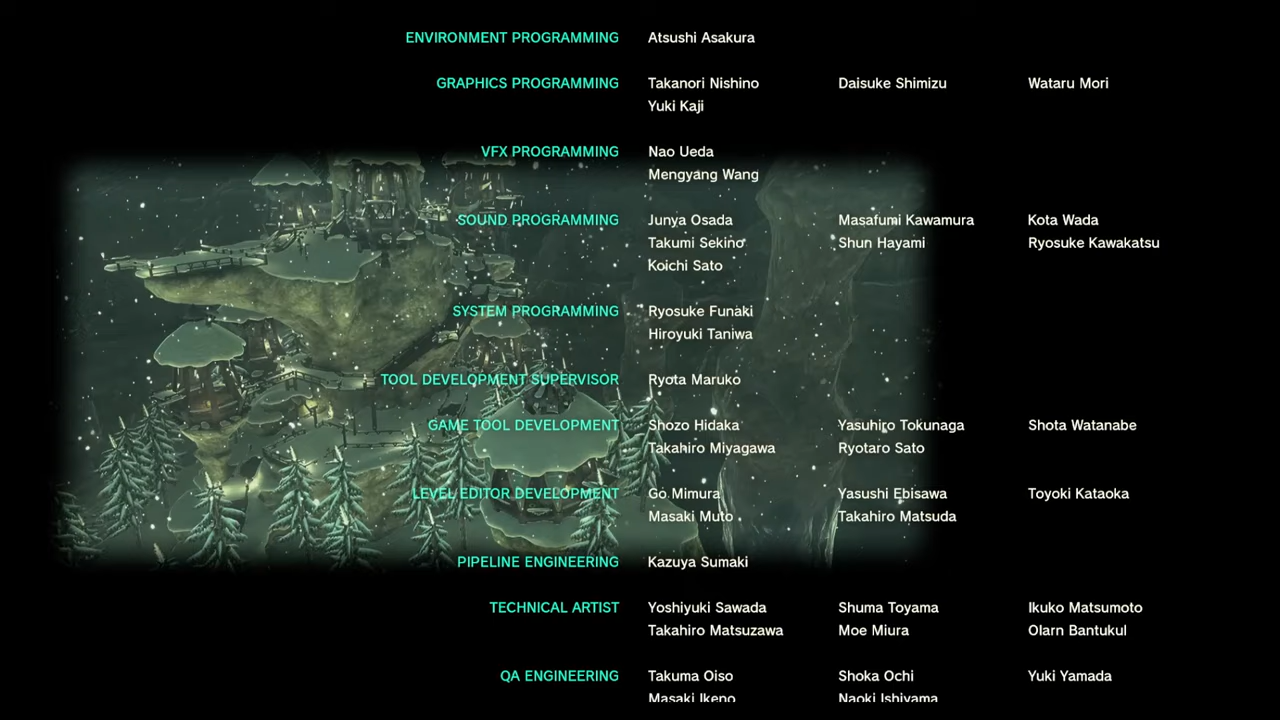 ENVIRONMENT PROGRAMMING Atsushi Asakura
GRAPHICS PROGRAMMING Takanori Nishino Daisuke Shimizu Wataru Mori
Yuki Kaji
VFX PROGRAMMING Nao Ueda
Mengyang Wang
SOUND PROGRAMMING Junya Osada Masafumi Kawamura Kota Wada
Takumi Sekino Shun Hayami Ryosuke Kawakatsu
Koichi Sato
SYSTEM PROGRAMMING Ryosuke Funaki
Hiroyuki Taniwa
TOOL DEVELOPMENT SUPERVISOR Ryota Maruko
GAME TOOL DEVELOPMENT Shozo Hidaka Yasuhiro Tokunaga Shota Watanabe
Takahiro Miyagawa Ryotaro Sato
LEVEL EDITOR DEVELOPMENT Go Mimura Yasushi Ebisawa Toyoki Kataoka
Masaki Muto Takahiro Matsuda
PIPELINE ENGINEERING Kazuya Sumaki
TECHNICAL ARTIST Yoshiyuki Sawada Shuma Toyama Ikuko Matsumoto
Takahiro Matsuzawa Moe Miura Olarn Bantukul
QA ENGINEERING Takuma Oiso Shoka Ochi Yuki Yamada
Masaki Ikeno Naoki Ishiyama